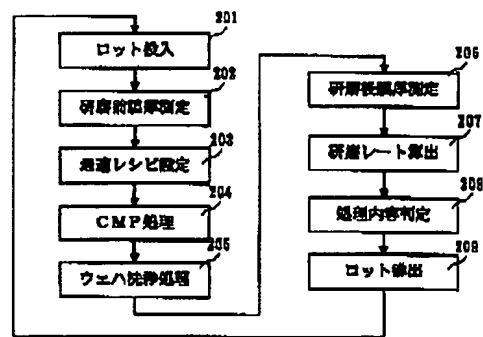 201
ロット投入
202
研磨前膜厚測定
203
最適レシピ設定
204
CMP処理
205
ウェハ洗浄処理
206
研磨後膜厚測定
207
研磨レート算出
208
処理内容判定
209
ロット排出